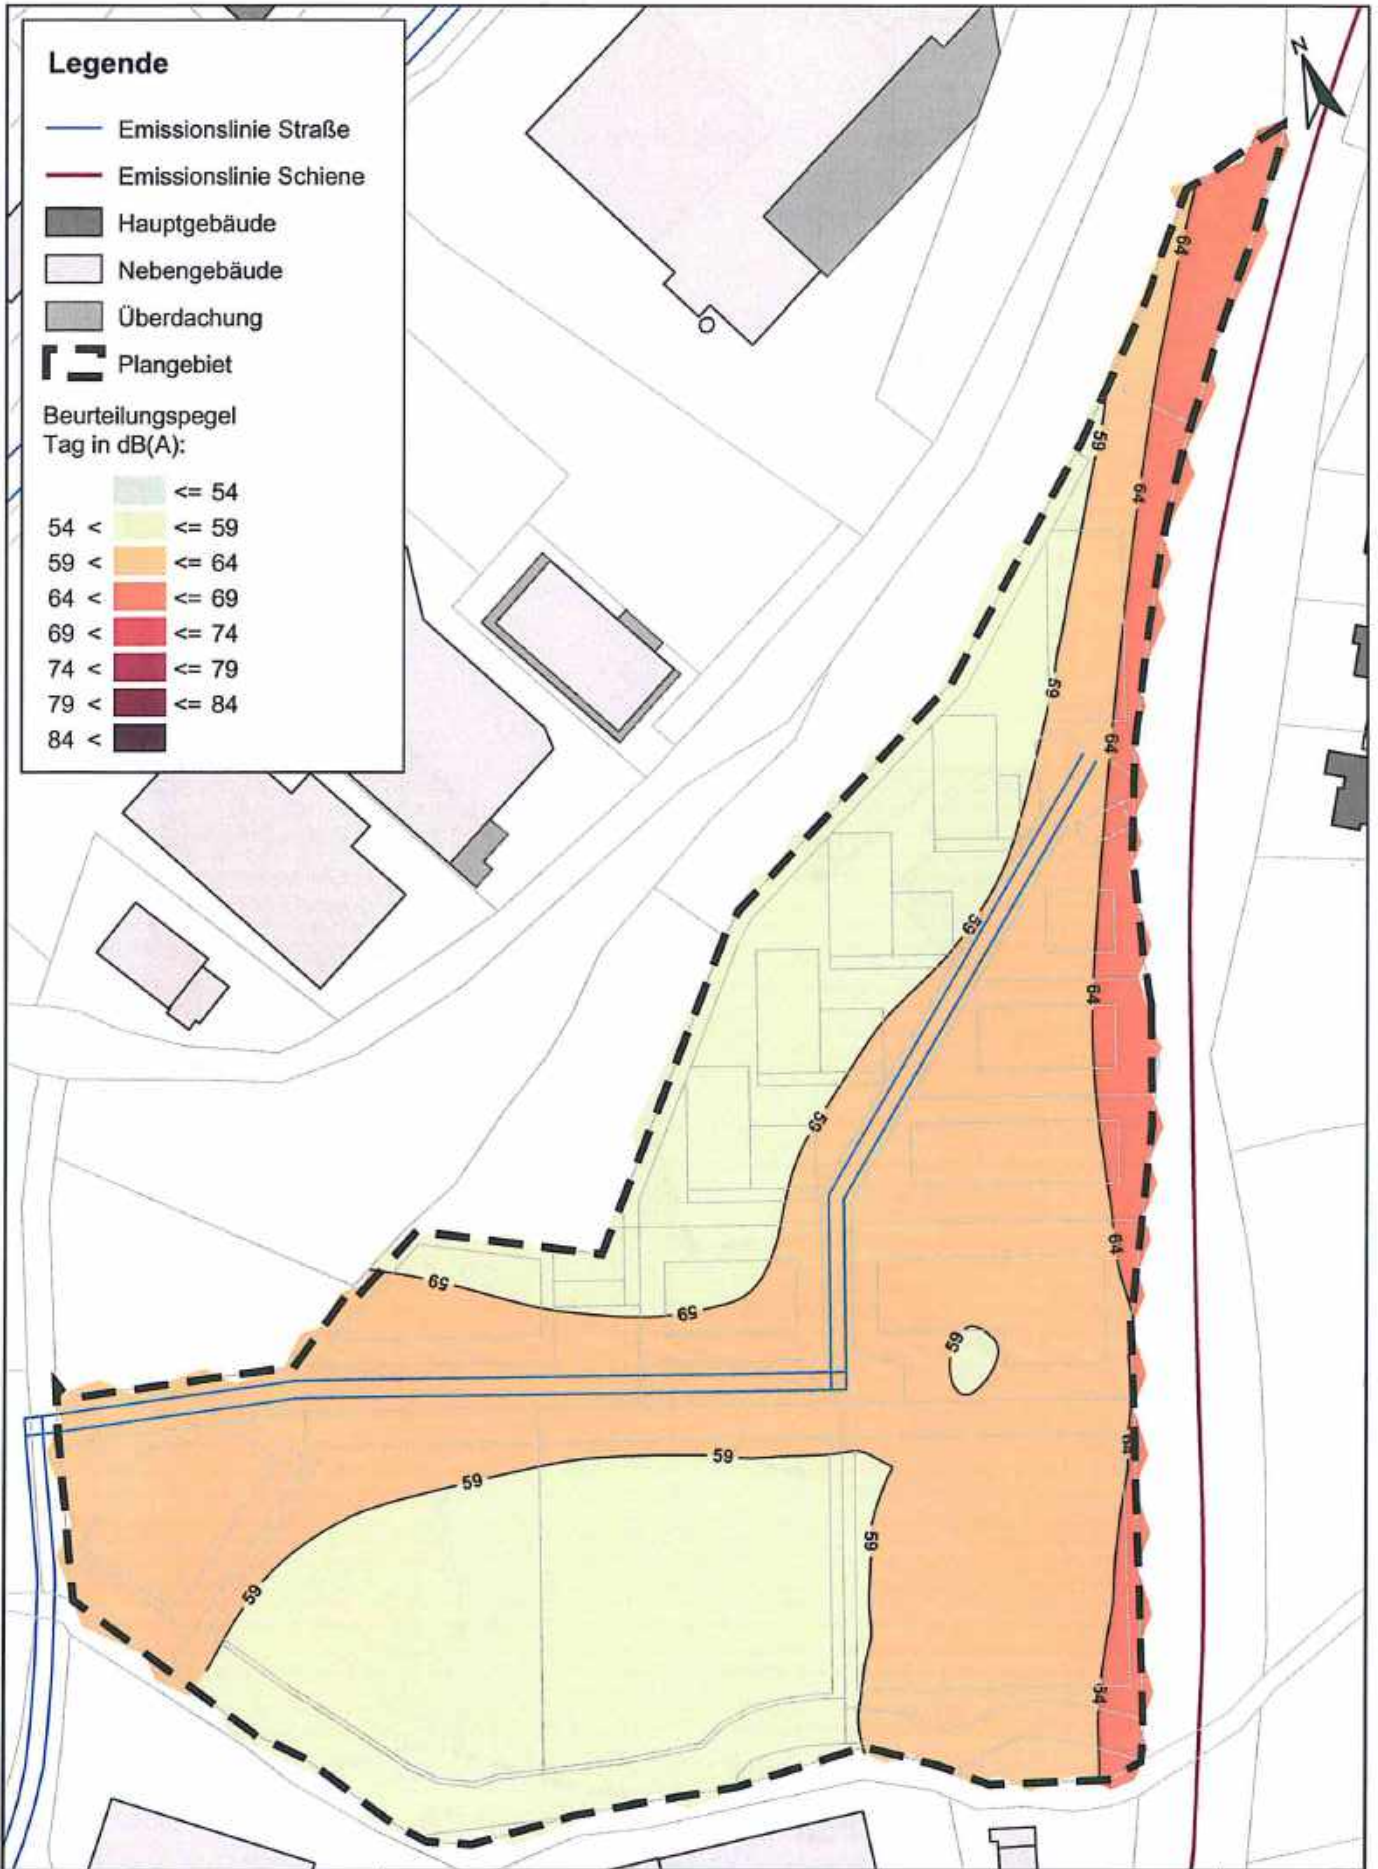 Legende
Emissionslinie Straße
Emissionslinie Schiene
Hauptgebäude
Nebengebäude
Überdachung
Plangebiet
Beurteilungspegel
Tag in dB(A):
<= 54
54 < <= 59
59 < <= 64
64 < <= 69
69 < <= 74
74 < <= 79
79 < <= 84
84 <
N
64
59
64
59
64
59
64
59
64
59
59
59
59
59
59
59
64